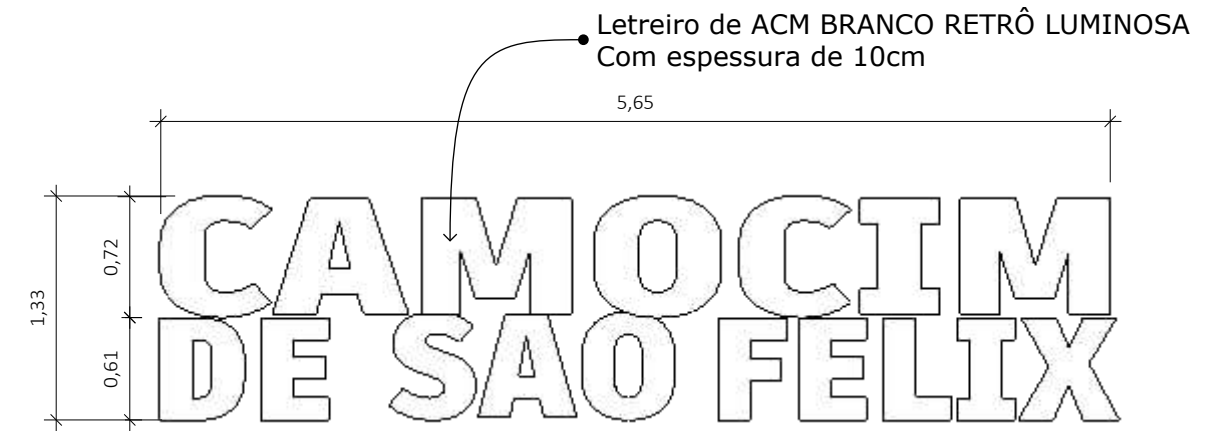 Letreiro de ACM BRANCO RETRÔ LUMINOSA
Com espessura de 10cm
5,65
0,72
1,33
0,61
CAMOCIM
DE SAO FELIX